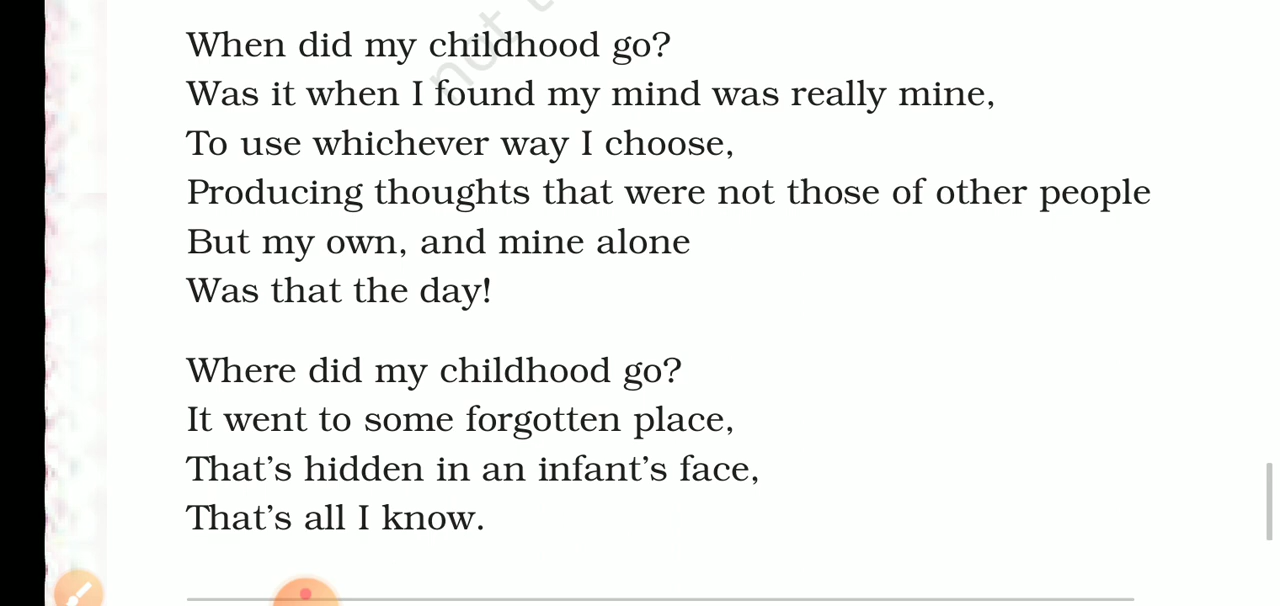 not t
When did my childhood go?
Was it when I found my mind was really mine,
To use whichever way I choose,
Producing thoughts that were not those of other people
But my own, and mine alone
Was that the day!
Where did my childhood go?
It went to some forgotten place,
That’s hidden in an infant’s face,
That’s all I know.